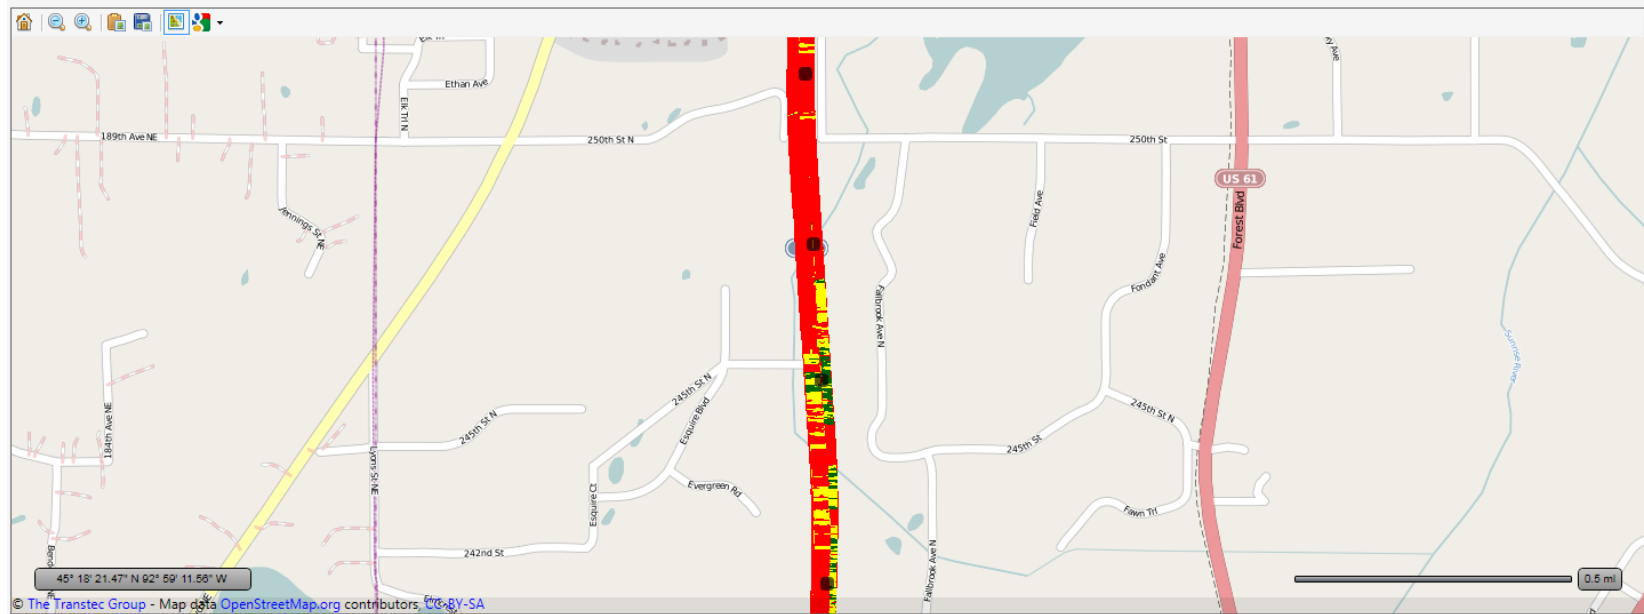 Ethan Ave
Elk Trl N
189th Ave NE
250th St N
250th St
US 61
Forest Blvd
Jennings St NE
Field Ave
Fondant Ave
Fallbrook Ave N
Sunrise River
245th St N
Esquire Blvd
184th Ave NE
245th St N
245th St N
245th St
Lyons St NE
Evergreen Rd
Esquire Ct
Fawn Trl
242nd St
Fallbrook Ave N
45° 18' 21.47" N 92° 59' 11.56" W
0.5 mi
© The Transtec Group - Map data OpenStreetMap.org contributors, CC-BY-SA